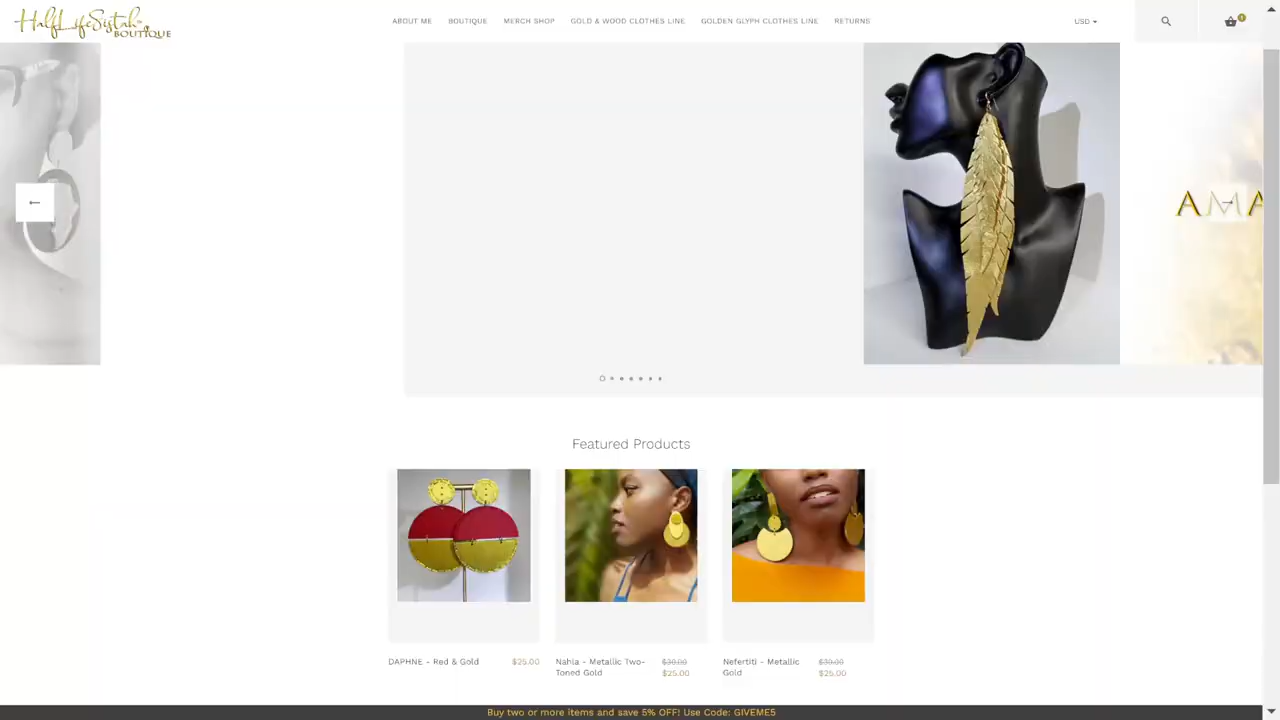 HalfLifeSistah
BOUTIQUE
ABOUT ME
BOUTIQUE
MERCH SHOP
GOLD & WOOD CLOTHES LINE
GOLDEN GLYPH CLOTHES LINE
RETURNS
USD
1
AMA
Featured Products
DAPHNE - Red & Gold
$25.00
Nahla - Metallic Two-
Toned Gold
$30.00
$25.00
Nefertiti - Metallic
Gold
$30.00
$25.00
Buy two or more items and save 5% OFF! Use Code: GIVEME5